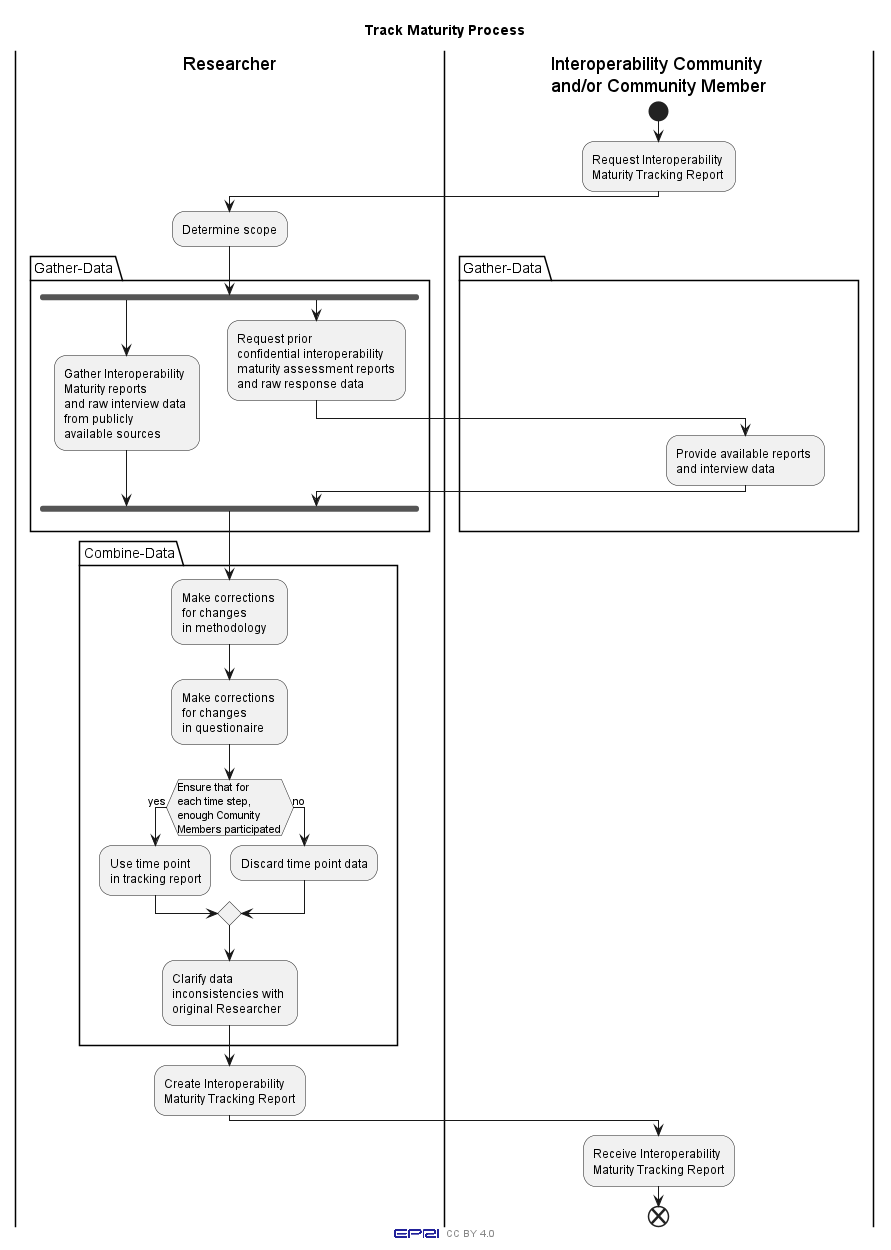 Track Maturity Process
Researcher
Interoperability Community
and/or Community Member
Request Interoperability
Maturity Tracking Report
Determine scope
Gather-Data
Gather-Data
Request prior
confidential interoperability
maturity assessment reports
and raw response data
Gather Interoperability
Maturity reports
and raw interview data
from publicly
available sources
Provide available reports
and interview data
Combine-Data
Make corrections
for changes
in methodology
Make corrections
for changes
in questionaire
Ensure that for
each time step,
enough Comunity
Members participated
yes
no
Use time point
in tracking report
Discard time point data
Clarify data
inconsistencies with
original Researcher
Create Interoperability
Maturity Tracking Report
Receive Interoperability
Maturity Tracking Report
EPRI CC BY 4.0